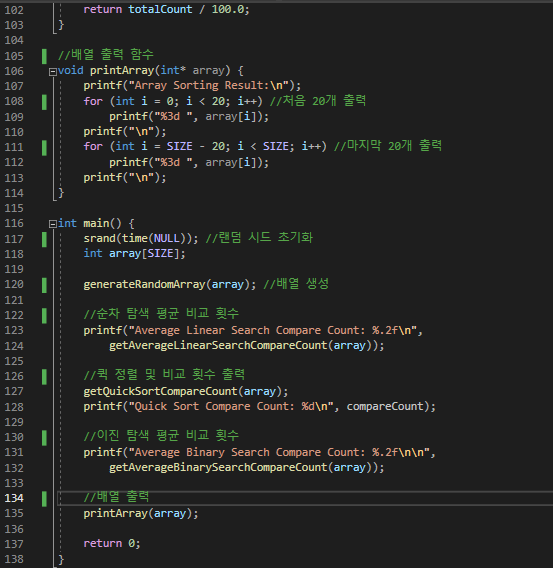 102         return totalCount / 100.0;
103 }
104
105 //배열 출력 함수
106 void printArray(int* array) {
107     printf("Array Sorting Result:\n");
108     for (int i = 0; i < 20; i++) //처음 20개 출력
109         printf("%3d ", array[i]);
110     printf("\n");
111     for (int i = SIZE - 20; i < SIZE; i++) //마지막 20개 출력
112         printf("%3d ", array[i]);
113     printf("\n");
114 }
115
116 int main() {
117     srand(time(NULL)); //랜덤 시드 초기화
118     int array[SIZE];
119
120     generateRandomArray(array); //배열 생성
121
122     //순차 탐색 평균 비교 횟수
123     printf("Average Linear Search Compare Count: %.2f\n",
124         getAverageLinearSearchCompareCount(array));
125
126     //퀵 정렬 및 비교 횟수 출력
127     getQuickSortCompareCount(array);
128     printf("Quick Sort Compare Count: %d\n", compareCount);
129
130     //이진 탐색 평균 비교 횟수
131     printf("Average Binary Search Compare Count: %.2f\n\n",
132         getAverageBinarySearchCompareCount(array));
133
134     //배열 출력
135     printArray(array);
136
137     return 0;
138 }